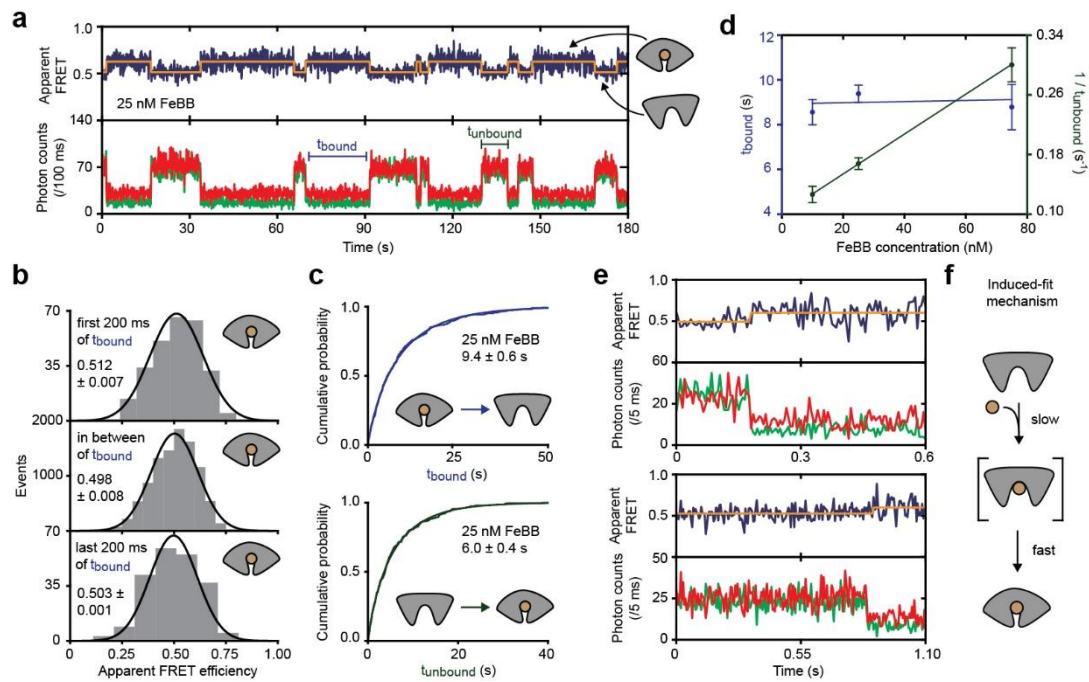 a
Apparent
FRET
1.0
0.5
25 nM FeBB
Photon counts
(/100 ms)
140
70
0
tbound
tunbound
0 30 60 90 120 150 180
Time (s)
b
Events
70
35
first 200 ms
of tbound
0.512
± 0.007
2000
1000
in between
of tbound
0.498
± 0.008
70
35
0
last 200 ms
of tbound
0.503 ±
0.001
0 0.25 0.50 0.75 1.00
Apparent FRET efficiency
c
Cumulative probability
1.0
0.5
0.0
25 nM FeBB
9.4 ± 0.6 s
0 25 50
tbound (s)
Cumulative probability
1.0
0.5
0.0
25 nM FeBB
6.0 ± 0.4 s
0 20 40
tunbound (s)
d
tbound (s)
12
10
8
6
4
0.34
0.26
0.18
0.10
1 / tunbound (s-1)
0 20 40 60 80
FeBB concentration (nM)
e
Apparent
FRET
1.0
0.5
Photon counts
(/5 ms)
60
20
0
0 0.3 0.6
Apparent
FRET
1.0
0.5
Photon counts
(/5 ms)
50
25
0
0 0.55 1.10
Time (s)
f
Induced-fit
mechanism
slow
fast